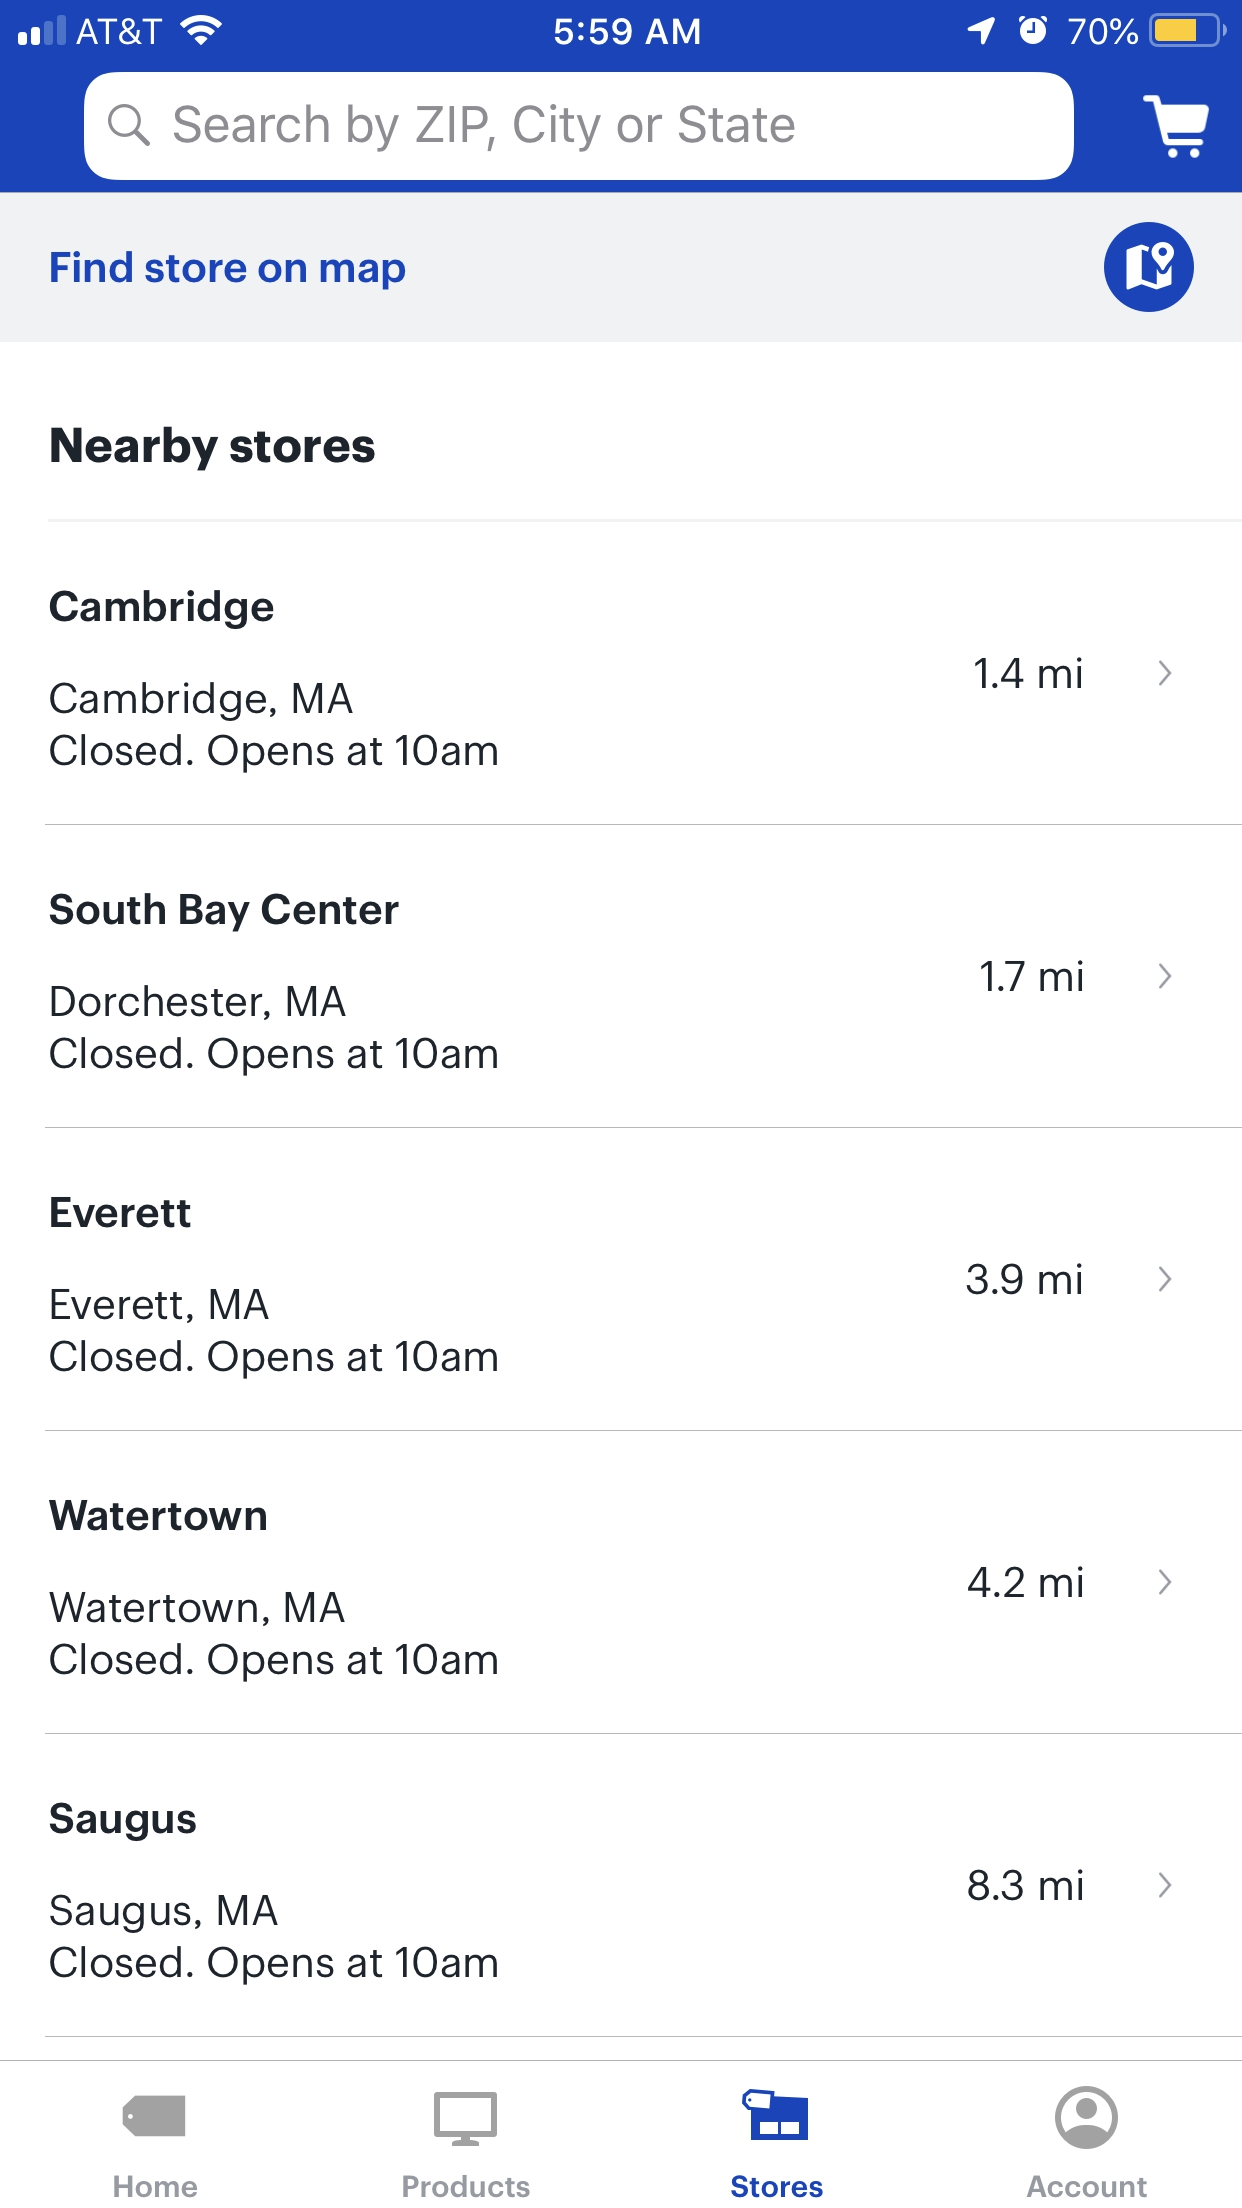 AT&T 5:59 AM 70%
Search by ZIP, City or State
Find store on map
Nearby stores
Cambridge
1.4 mi
Cambridge, MA
Closed. Opens at 10am
South Bay Center
1.7 mi
Dorchester, MA
Closed. Opens at 10am
Everett
3.9 mi
Everett, MA
Closed. Opens at 10am
Watertown
4.2 mi
Watertown, MA
Closed. Opens at 10am
Saugus
8.3 mi
Saugus, MA
Closed. Opens at 10am
Home Products Stores Account